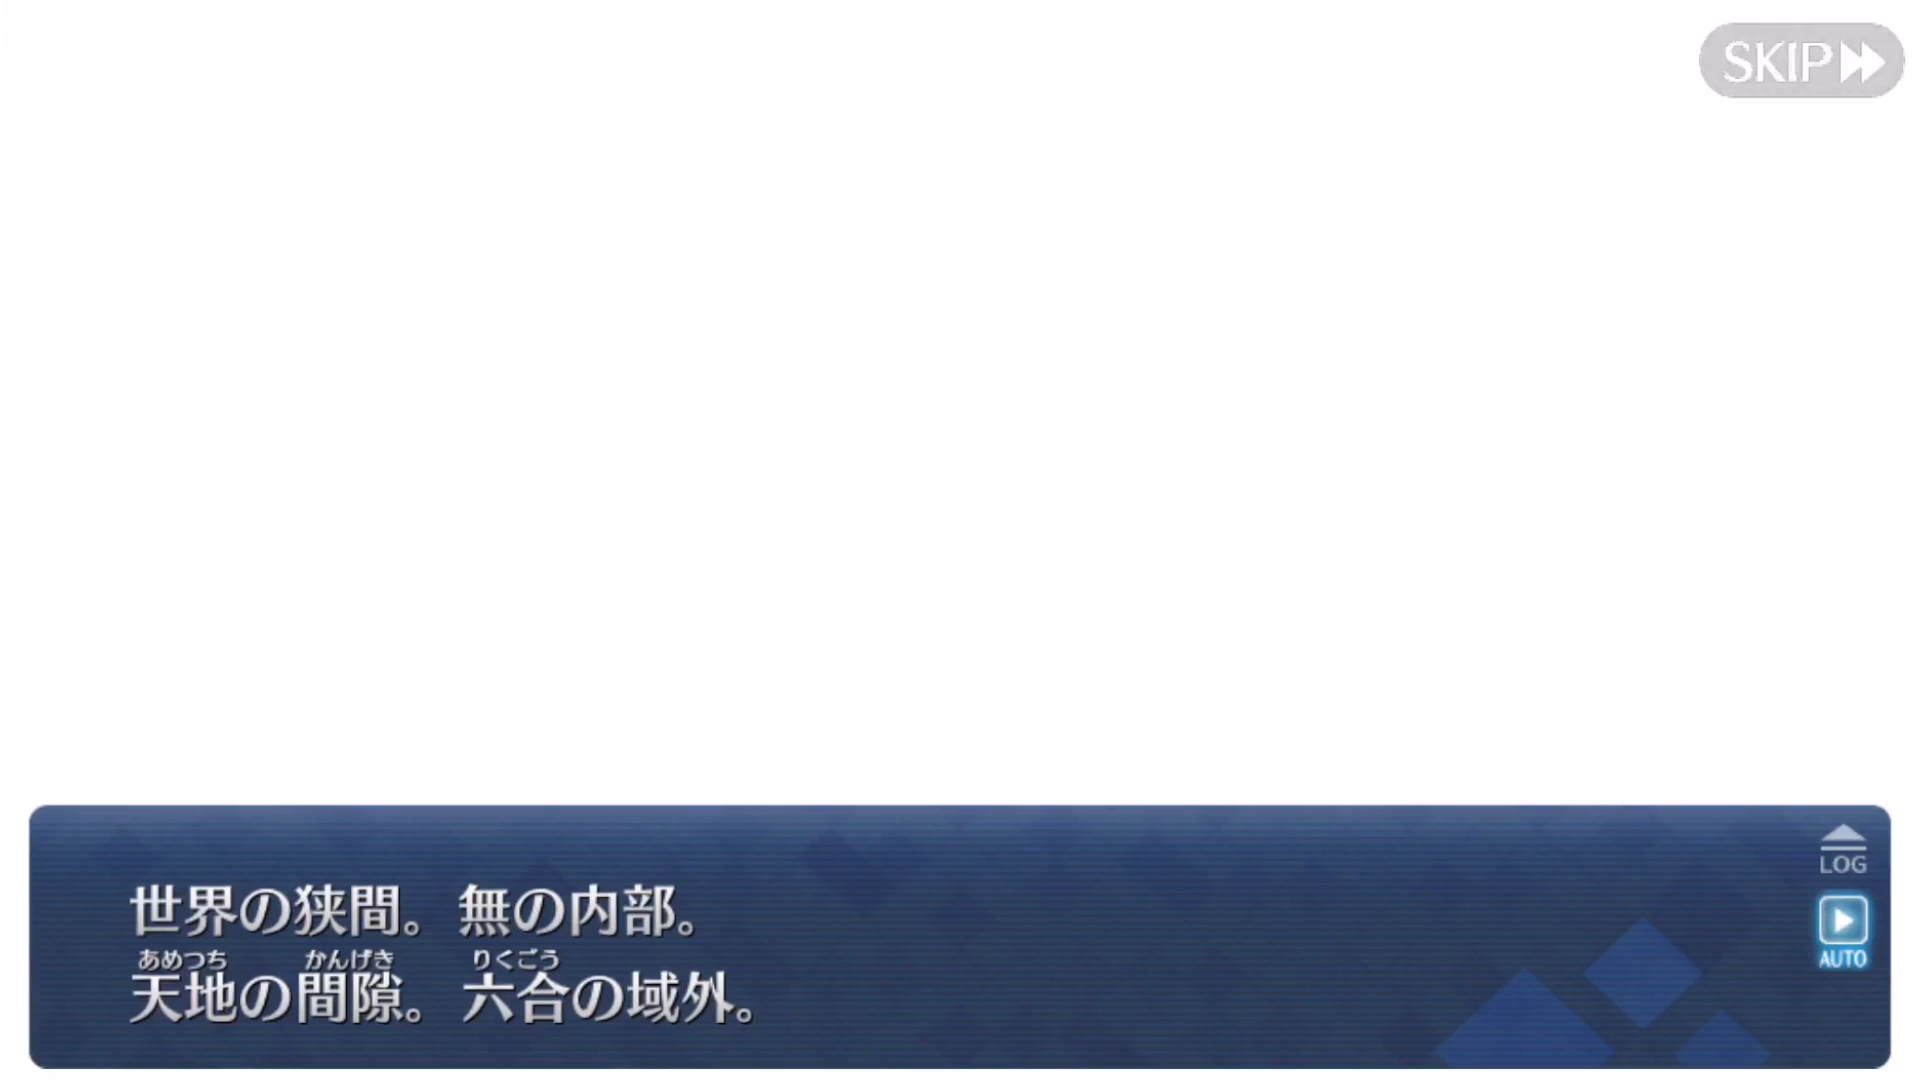 SKIP
世界の狭間。無の内部。
あめつち かんげき りくごう
天地の間隙。六合の域外。
LOG
AUTO